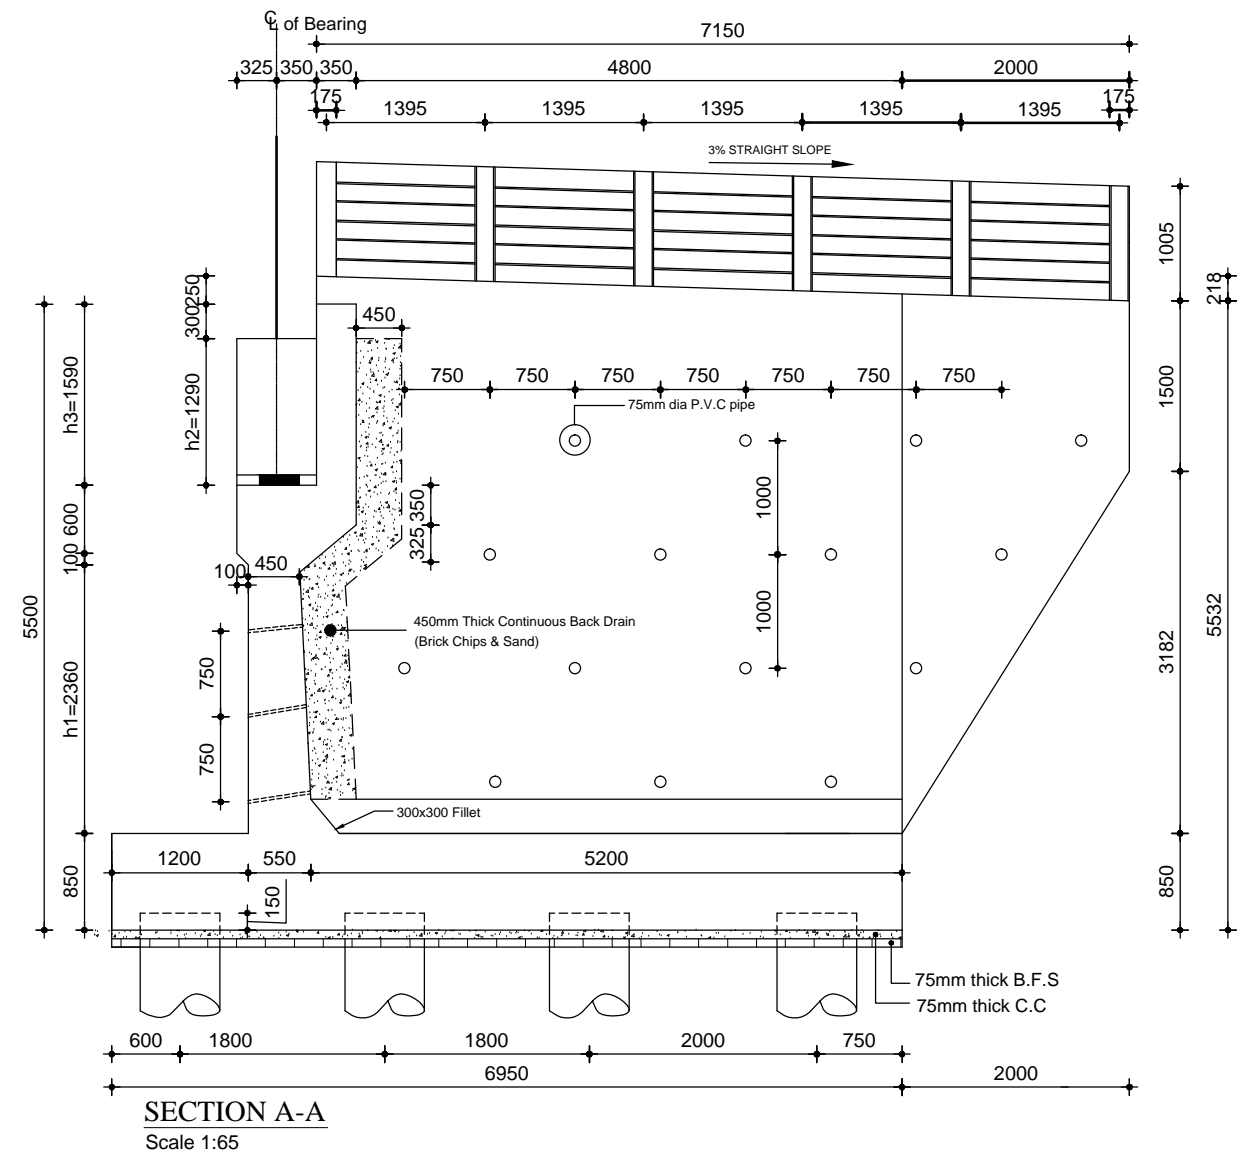 ℄ of Bearing
7150
325 350 350 4800 2000
175 175
1395 1395 1395 1395 1395
3% STRAIGHT SLOPE
1005
218
250
300
450
h3=1590
h2=1290
750 750 750 750 750 750 750
75mm dia P.V.C pipe
1500
350
325
1000
600
100
100 450
1000
5500
5532
450mm Thick Continuous Back Drain
(Brick Chips & Sand)
750
3182
h1=2360
750
300x300 Fillet
1200 550 5200
850
150
850
75mm thick B.F.S
75mm thick C.C
600 1800 1800 2000 750
6950 2000
SECTION A-A
Scale 1:65